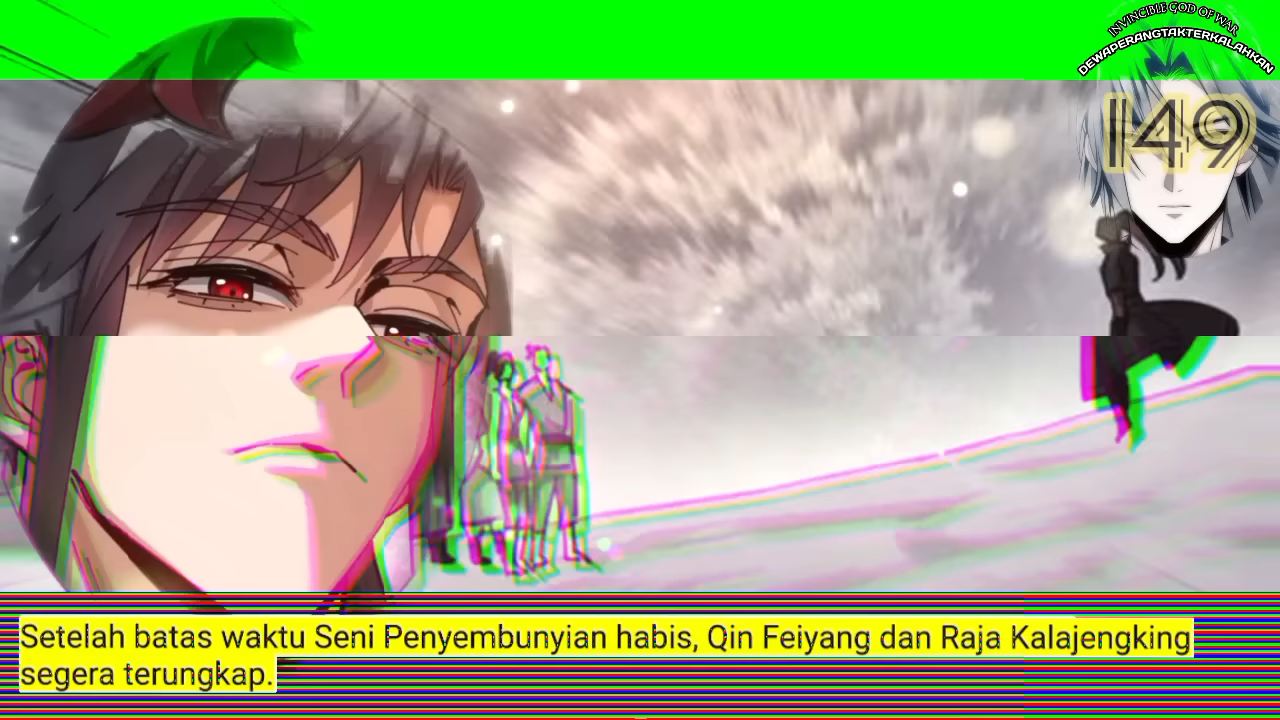 INVINCIBLE GOD OF WAR
DEWAPERANGTAKTERKALAHKAN
149
Setelah batas waktu Seni Penyembunyian habis, Qin Feiyang dan Raja Kalajengking
segera terungkap.